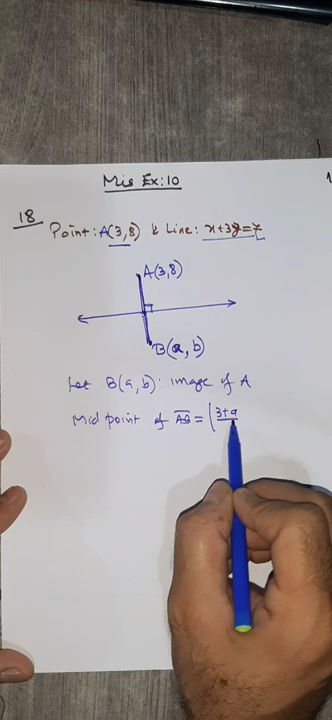 Mis Ex:10
18 Point: A(3,8) & Line: x+3y=7
A(3,8)
B(a, b)
Let B(a,b): image of A
Mid point of AB = (3+a